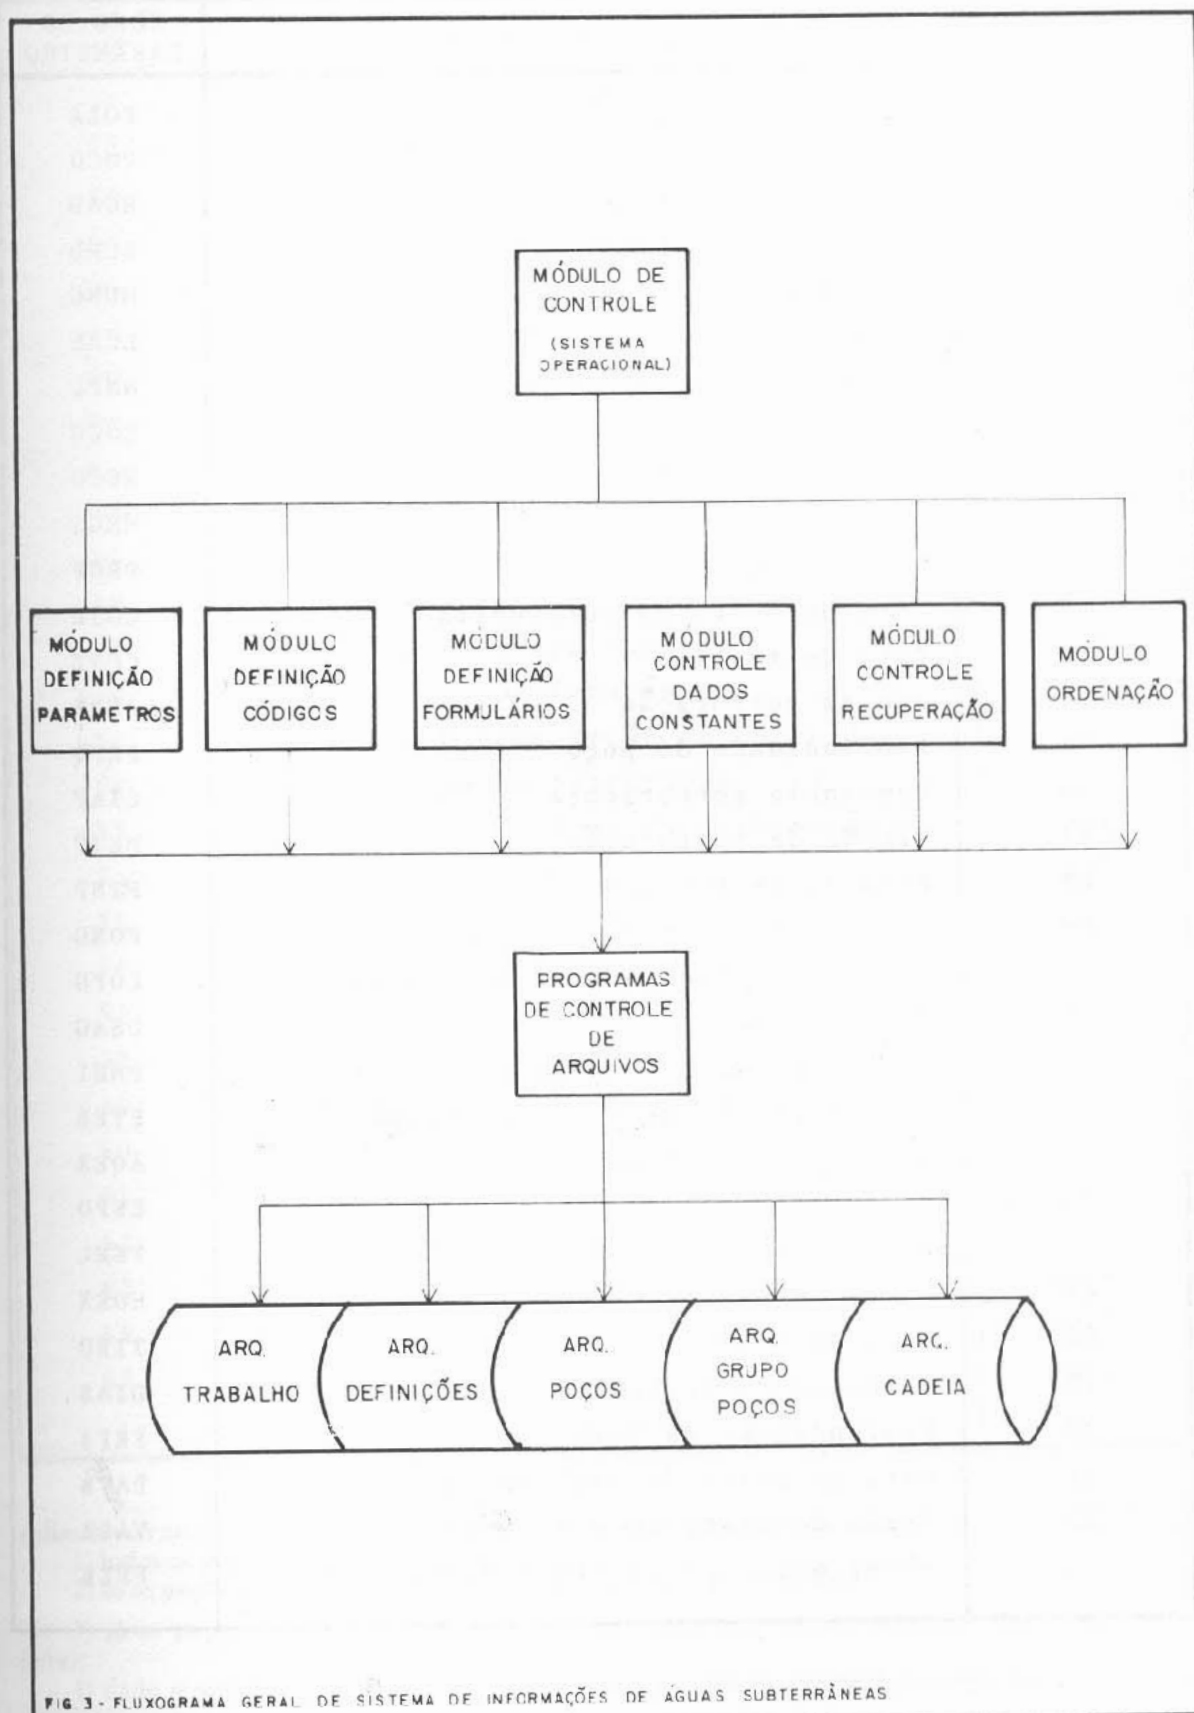 MÓDULO DE
CONTROLE
(SISTEMA
OPERACIONAL)
MÓDULO
DEFINIÇÃO
PARAMETROS
MÓDULO
DEFINIÇÃO
CÓDIGOS
MÓDULO
DEFINIÇÃO
FORMULÁRIOS
MÓDULO
CONTROLE
DADOS
CONSTANTES
MÓDULO
CONTROLE
RECUPERAÇÃO
MÓDULO
ORDENAÇÃO
PROGRAMAS
DE CONTROLE
DE
ARQUIVOS
ARQ.
TRABALHO
ARQ.
DEFINIÇÕES
ARQ.
POÇOS
ARQ.
GRUPO
POÇOS
ARQ.
CADEIA
FIG 3 - FLUXOGRAMA GERAL DE SISTEMA DE INFORMAÇÕES DE ÁGUAS SUBTERRÂNEAS